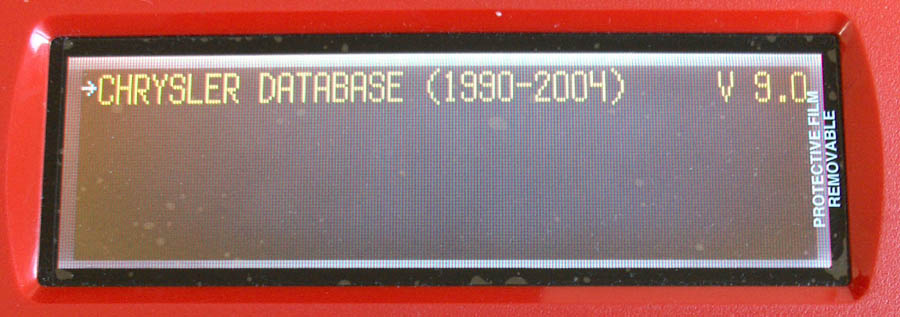 →CHRYSLER DATABASE (1990-2004) V 9.0
PROTECTIVE FILM
REMOVABLE